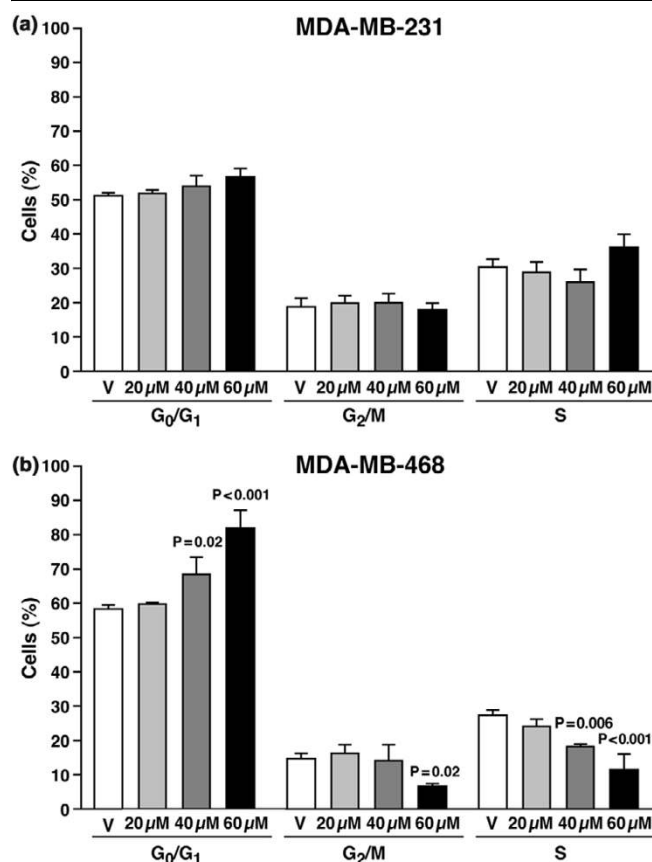 (a) MDA-MB-231
100
90
80
70
60
50
40
30
20
10
0
Cells (%)
V 20 µM 40 µM 60 µM V 20 µM 40 µM 60 µM V 20 µM 40 µM 60 µM
G0/G1 G2/M S
(b) MDA-MB-468
100
90
80
70
60
50
40
30
20
10
0
Cells (%)
P<0.001
P=0.02
P=0.02
P=0.006
P<0.001
V 20 µM 40 µM 60 µM V 20 µM 40 µM 60 µM V 20 µM 40 µM 60 µM
G0/G1 G2/M S